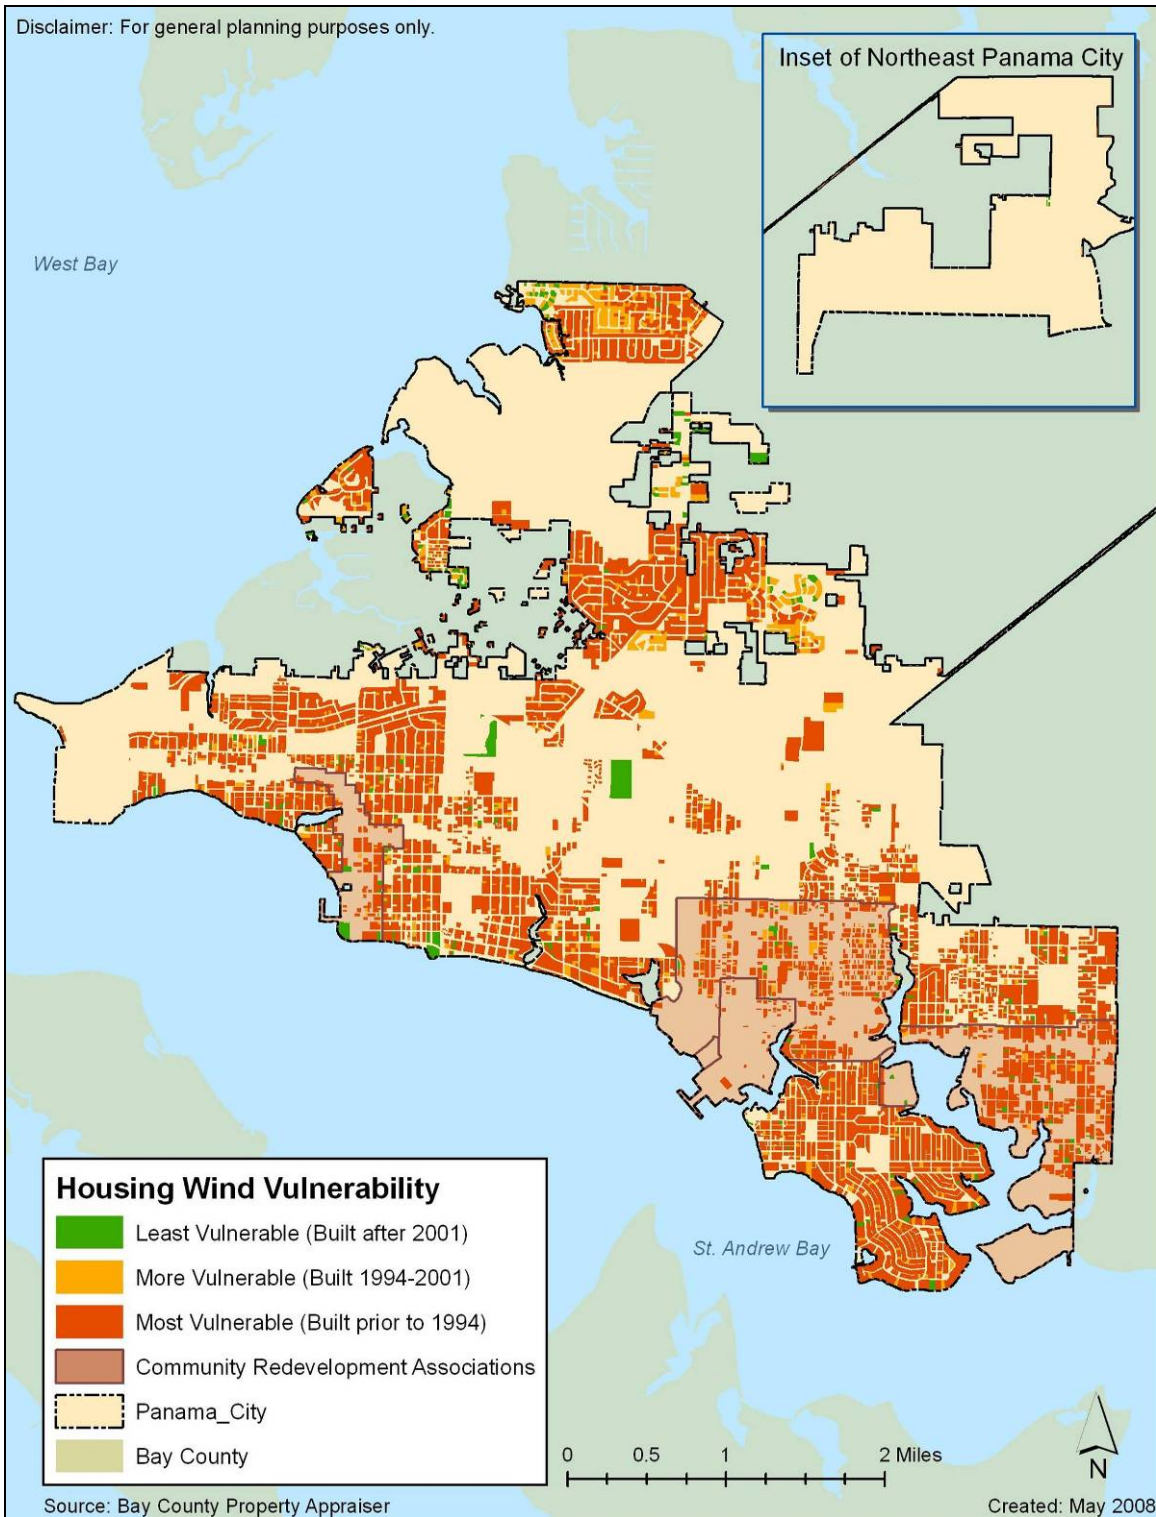 Disclaimer: For general planning purposes only.
Inset of Northeast Panama City
West Bay
St. Andrew Bay
Housing Wind Vulnerability
Least Vulnerable (Built after 2001)
More Vulnerable (Built 1994-2001)
Most Vulnerable (Built prior to 1994)
Community Redevelopment Associations
Panama_City
Bay County
0 0.5 1 2 Miles
N
Source: Bay County Property Appraiser
Created: May 2008